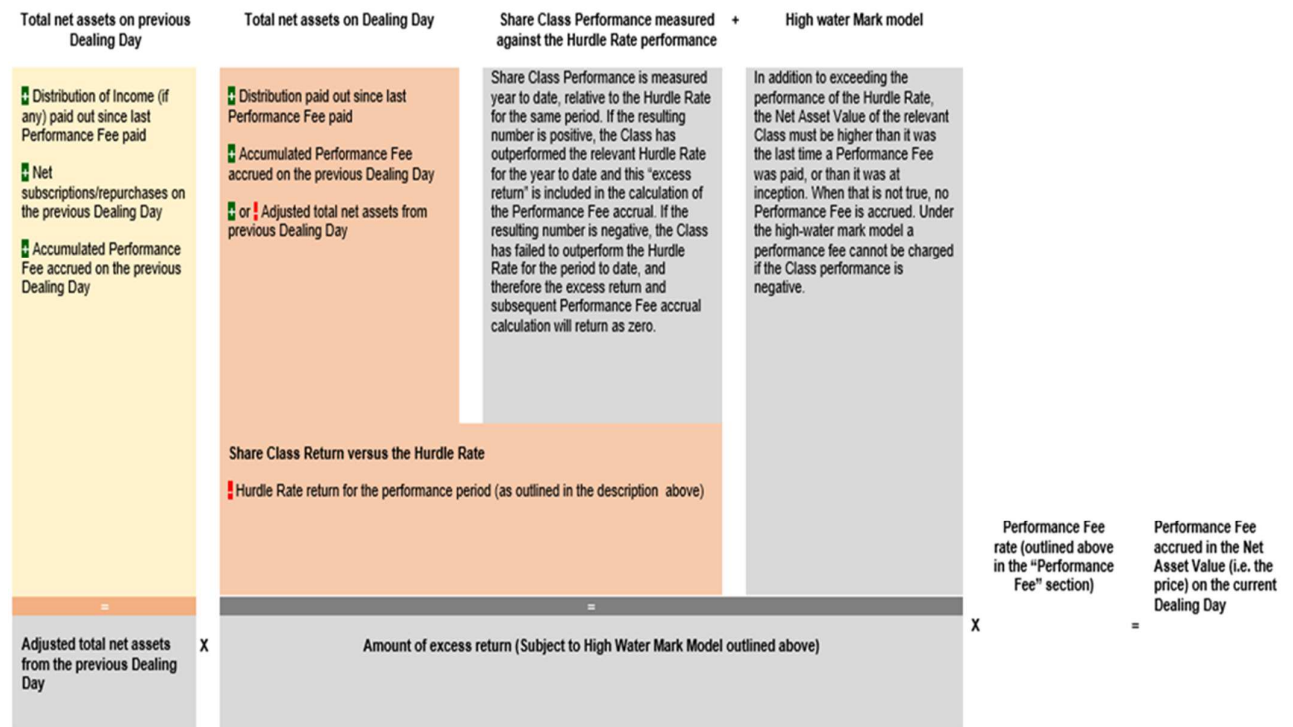 Total net assets on previous
Dealing Day
Total net assets on Dealing Day
Share Class Performance measured
against the Hurdle Rate performance
+
High water Mark model
+ Distribution of Income (if
any) paid out since last
Performance Fee paid
+ Net
subscriptions/repurchases on
the previous Dealing Day
+ Accumulated Performance
Fee accrued on the previous
Dealing Day
+ Distribution paid out since last
Performance Fee paid
+ Accumulated Performance Fee
accrued on the previous Dealing Day
+ or ! Adjusted total net assets from
previous Dealing Day
Share Class Performance is measured
year to date, relative to the Hurdle Rate
for the same period. If the resulting
number is positive, the Class has
outperformed the relevant Hurdle Rate
for the year to date and this “excess
return” is included in the calculation of
the Performance Fee accrual. If the
resulting number is negative, the Class
has failed to outperform the Hurdle
Rate for the period to date, and
therefore the excess return and
subsequent Performance Fee accrual
calculation will return as zero.
In addition to exceeding the
performance of the Hurdle Rate,
the Net Asset Value of the relevant
Class must be higher than it was
the last time a Performance Fee
was paid, or than it was at
inception. When that is not true, no
Performance Fee is accrued. Under
the high-water mark model a
performance fee cannot be charged
if the Class performance is
negative.
Share Class Return versus the Hurdle Rate
! Hurdle Rate return for the performance period (as outlined in the description above)
=
=
Adjusted total net assets
from the previous Dealing
Day
X
Amount of excess return (Subject to High Water Mark Model outlined above)
X
Performance Fee
rate (outlined above
in the “Performance
Fee” section)
=
Performance Fee
accrued in the Net
Asset Value (i.e. the
price) on the current
Dealing Day